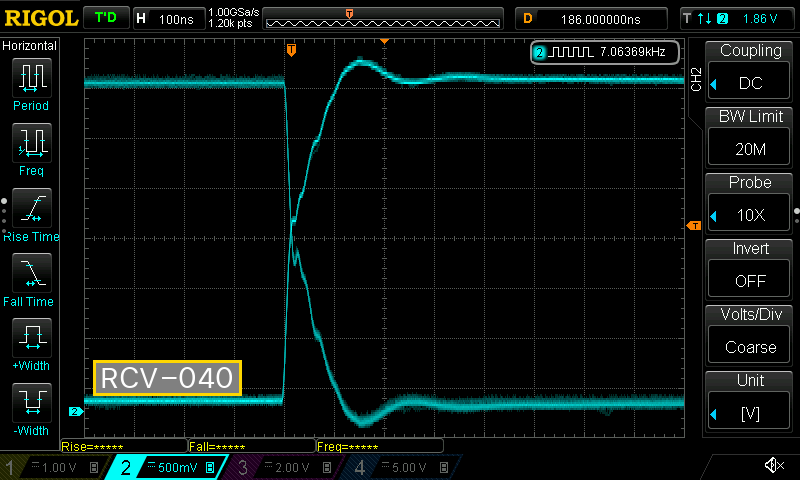 RIGOL T'D H 100ns 1.00GSa/s 1.20k pts T D 186.000000ns T 2 1.86 V
Horizontal
Period
Freq
Rise Time
Fall Time
+Width
-Width
T
2 7.06369kHz
T
2
RCV-040
Rise=***** Fall=***** Freq=*****
1 1.00 V B 2 500mV B 3 2.00 V B 4 5.00 V B
CH2
Coupling
DC
BW Limit
20M
Probe
10X
Invert
OFF
Volts/Div
Coarse
Unit
[V]